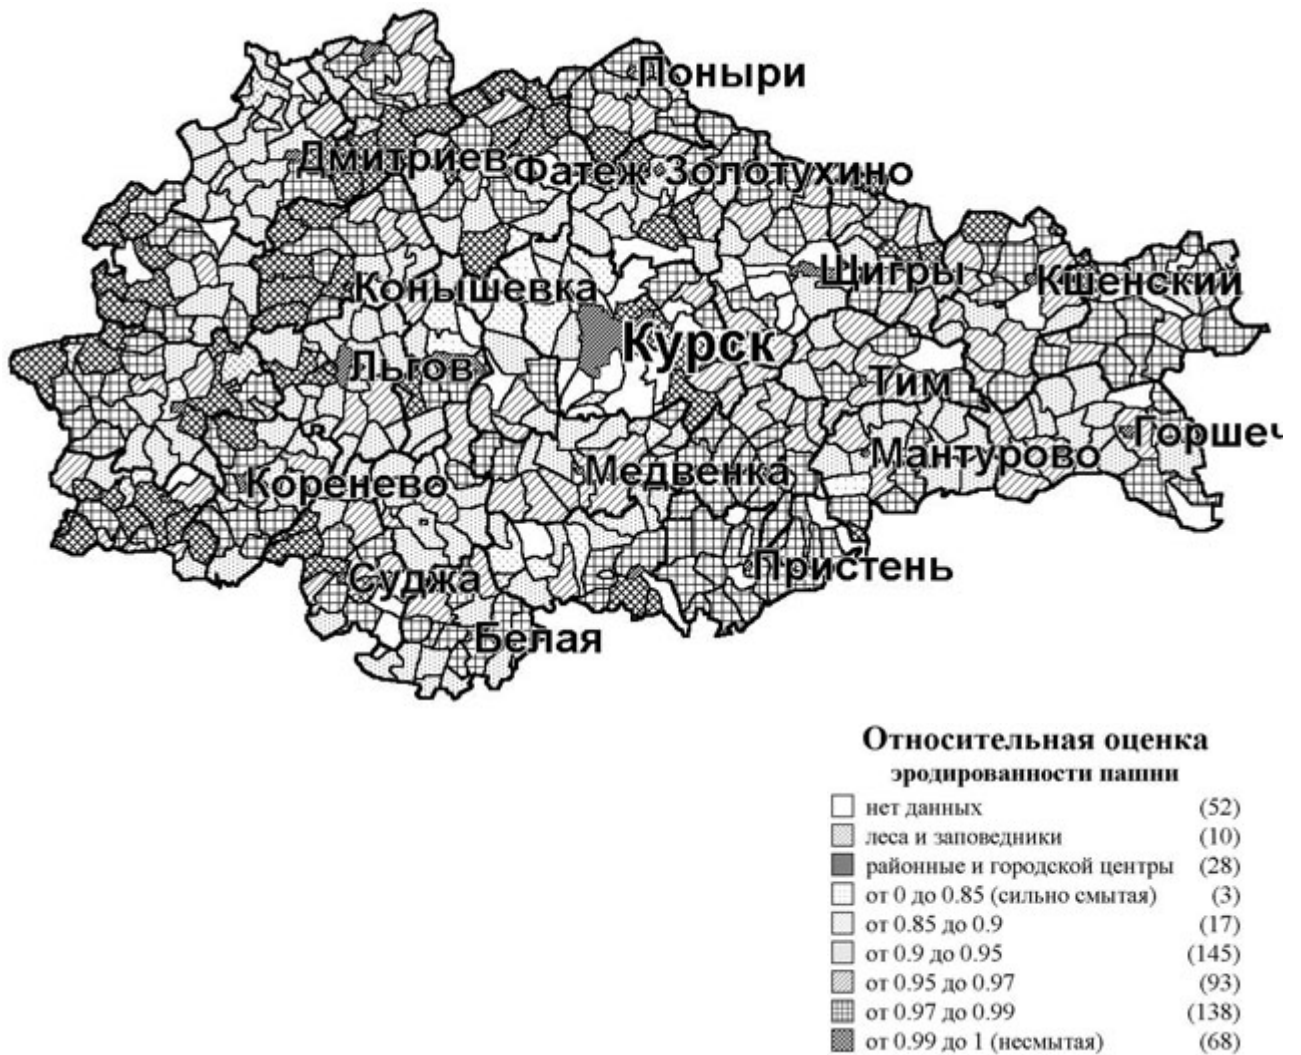 Поныри
Дмитриев
Фатеж
Золотухино
Щигры
Кшенский
Конышевка
Курск
Льгов
Тим
Горшеч
Мантурово
Медвенка
Коренево
Пристень
Суджа
Белая
Относительная оценка
эродированности пашни
нет данных (52)
леса и заповедники (10)
районные и городской центры (28)
от 0 до 0.85 (сильно смытая) (3)
от 0.85 до 0.9 (17)
от 0.9 до 0.95 (145)
от 0.95 до 0.97 (93)
от 0.97 до 0.99 (138)
от 0.99 до 1 (несмытая) (68)